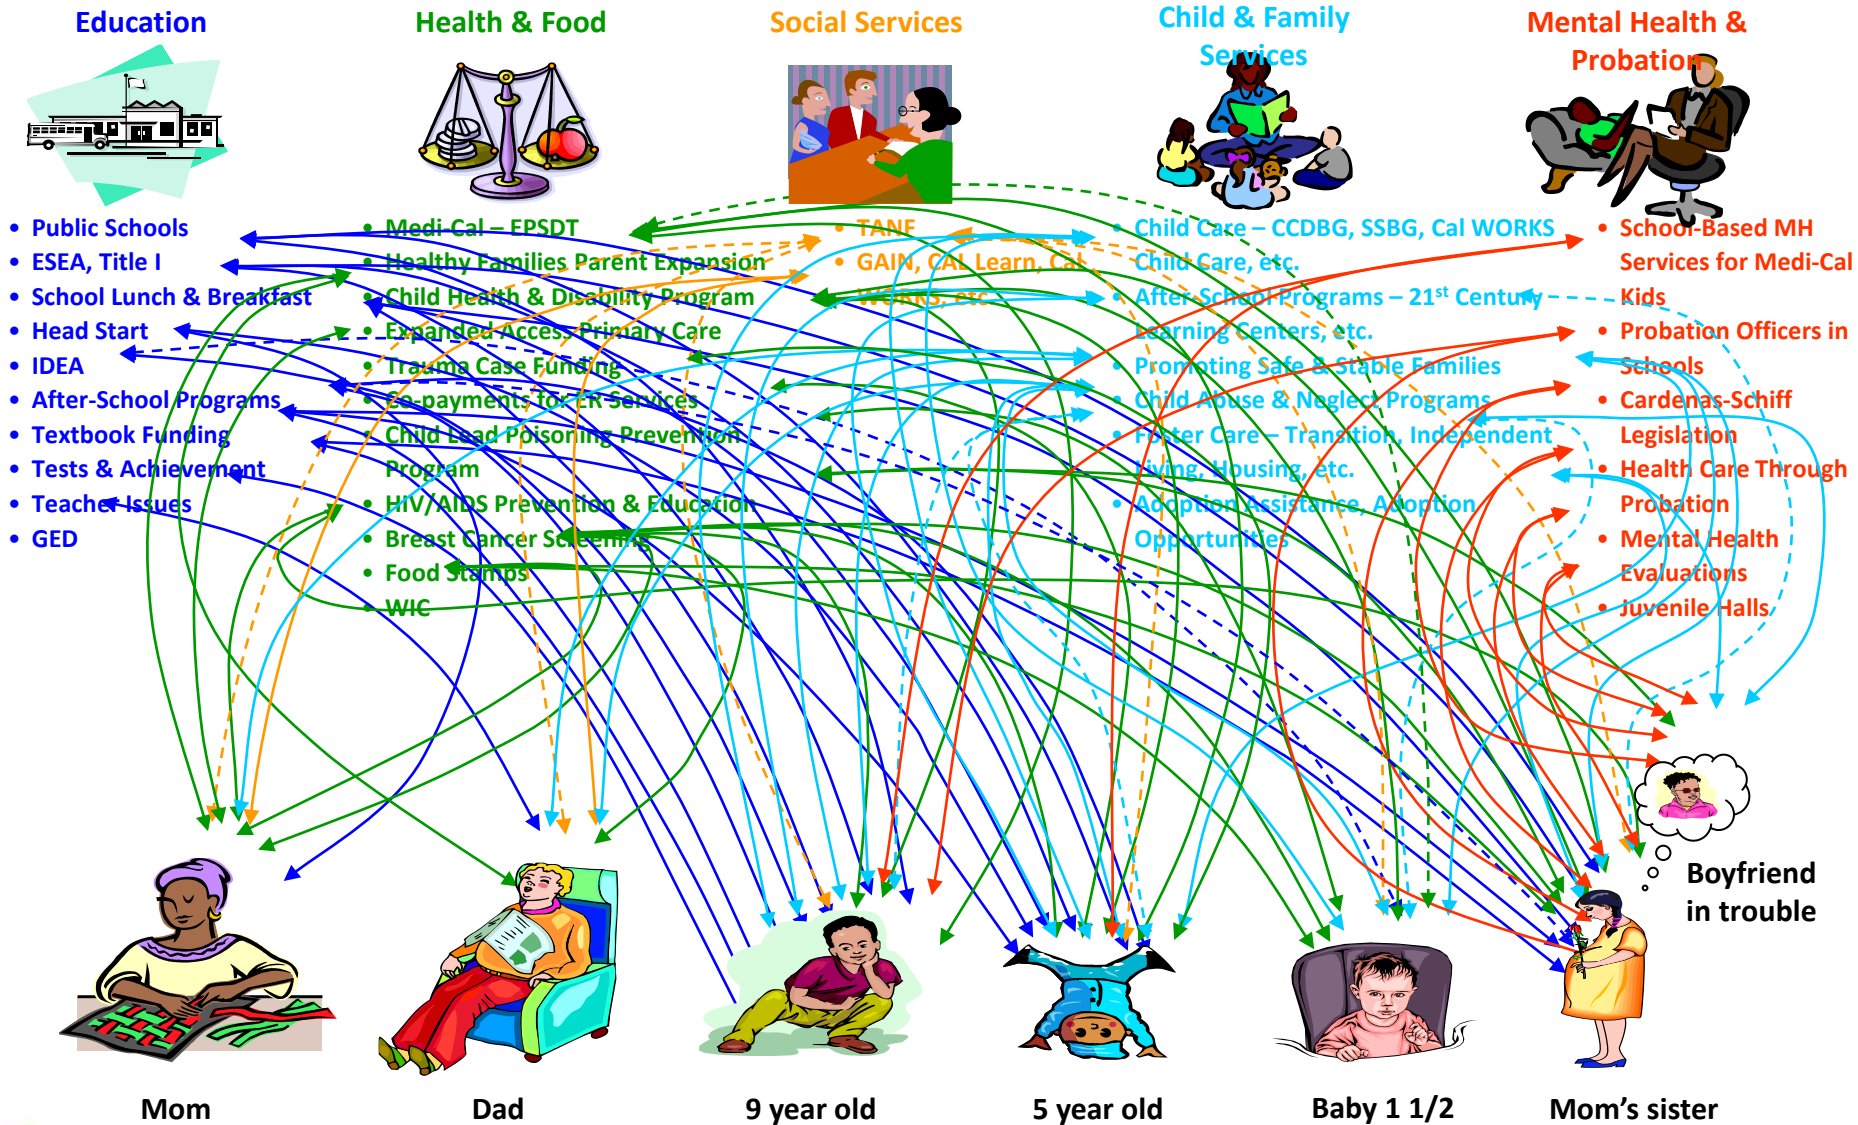 Education
Health & Food
Social Services
Child & Family
Services
Mental Health &
Probation
• Public Schools
• ESEA, Title I
• School Lunch & Breakfast
• Head Start
• IDEA
• After-School Programs
• Textbook Funding
• Tests & Achievement
• Teacher Issues
• GED
• Medi-Cal – EPSDT
• Healthy Families Parent Expansion
• Child Health & Disability Program
• Expanded Access Primary Care
• Trauma Case Funding
• Co-payments for ER Services
• Child Lead Poisoning Prevention
Program
• HIV/AIDS Prevention & Education
• Breast Cancer Screening
• Food Stamps
• WIC
• TANF
• GAIN, CAL Learn, Cal
WORKS, etc.
• Child Care – CCDBG, SSBG, Cal WORKS
Child Care, etc.
• After-School Programs – 21st Century
Learning Centers, etc.
• Promoting Safe & Stable Families
• Child Abuse & Neglect Programs
• Foster Care – Transition, Independent
Living, Housing, etc.
• Adoption Assistance, Adoption
Opportunities
• School-Based MH
Services for Medi-Cal
Kids
• Probation Officers in
Schools
• Cardenas-Schiff
Legislation
• Health Care Through
Probation
• Mental Health
Evaluations
• Juvenile Halls
Boyfriend
in trouble
Mom
Dad
9 year old
5 year old
Baby 1 1/2
Mom’s sister